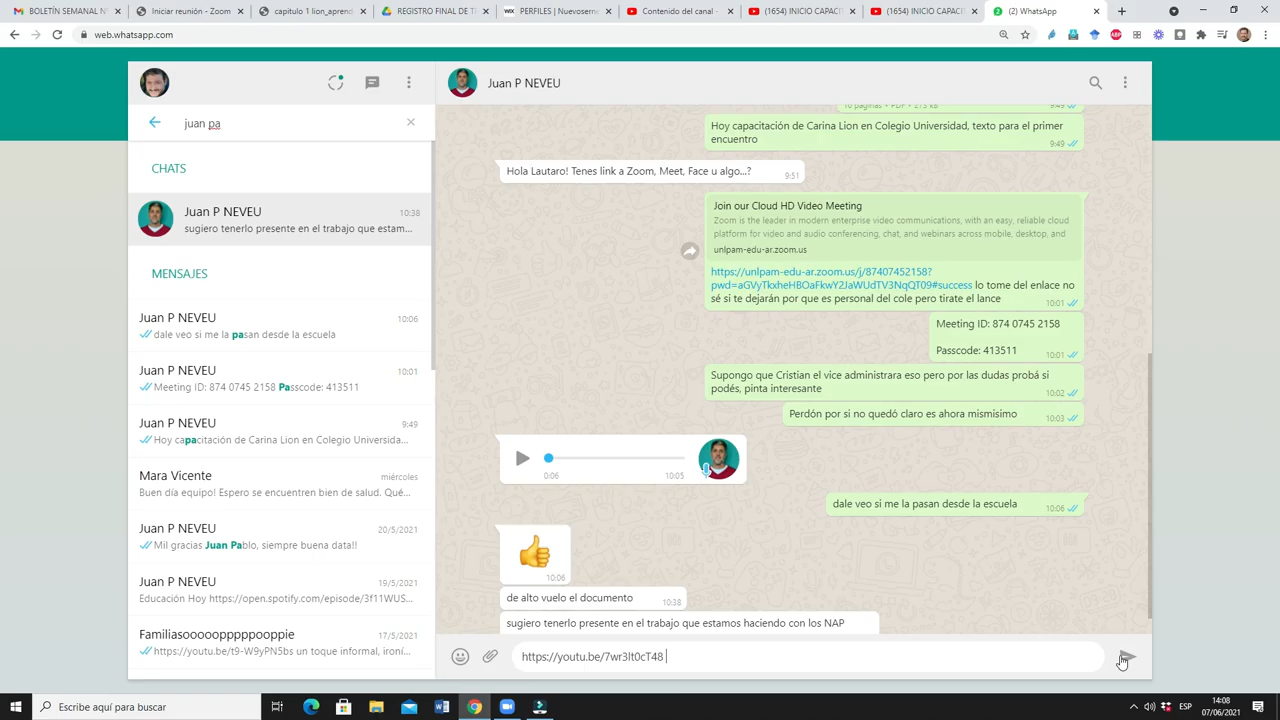 BOLETÍN SEMANAL N
Iniciar reunión - Zoom
capitulo 1 lion_aprend
REGISTRO FINAL DE T
PERFILES | Nuevosernar
Contenido del canal -
(1654) INICIO CAPACIT
(1654) INICIO CAPACIT
(2) WhatsApp
web.whatsapp.com
juan pa
CHATS
Juan P NEVEU
10:38
sugiero tenerlo presente en el trabajo que estam...
MENSAJES
Juan P NEVEU
10:06
dale veo si me la pasan desde la escuela
Juan P NEVEU
10:01
Meeting ID: 874 0745 2158 Passcode: 413511
Juan P NEVEU
9:49
Hoy capacitación de Carina Lion en Colegio Universida...
Mara Vicente
miércoles
Buen día equipo! Espero se encuentren bien de salud. Qué...
Juan P NEVEU
20/5/2021
Mil gracias Juan Pablo, siempre buena data!!
Juan P NEVEU
19/5/2021
Educación Hoy https://open.spotify.com/episode/3f11WUS...
Familiasoooooppppooppie
17/5/2021
https://youtu.be/t9-W9yPN5bs un toque informal, iróni...
Juan P NEVEU
10 páginas • PDF • 275 kB
9:49
Hoy capacitación de Carina Lion en Colegio Universidad, texto para el primer
encuentro
9:49
Hola Lautaro! Tenes link a Zoom, Meet, Face u algo...?
9:51
Join our Cloud HD Video Meeting
Zoom is the leader in modern enterprise video communications, with an easy, reliable cloud
platform for video and audio conferencing, chat, and webinars across mobile, desktop, and
unlpam-edu-ar.zoom.us
https://unlpam-edu-ar.zoom.us/j/87407452158?
pwd=aGVyTkxheHBOaFkwY2JaWUdTV3NqQT09#success lo tome del enlace no
sé si te dejarán por que es personal del cole pero tirate el lance
10:01
Meeting ID: 874 0745 2158
Passcode: 413511
10:01
Supongo que Cristian el vice administrara eso pero por las dudas probá si
podés, pinta interesante
10:02
Perdón por si no quedó claro es ahora mismísimo
10:03
0:06
10:05
dale veo si me la pasan desde la escuela
10:06
10:06
de alto vuelo el documento
10:38
sugiero tenerlo presente en el trabajo que estamos haciendo con los NAP
https://youtu.be/7wr3It0cT48
Escribe aquí para buscar
ESP
14:08
07/06/2021